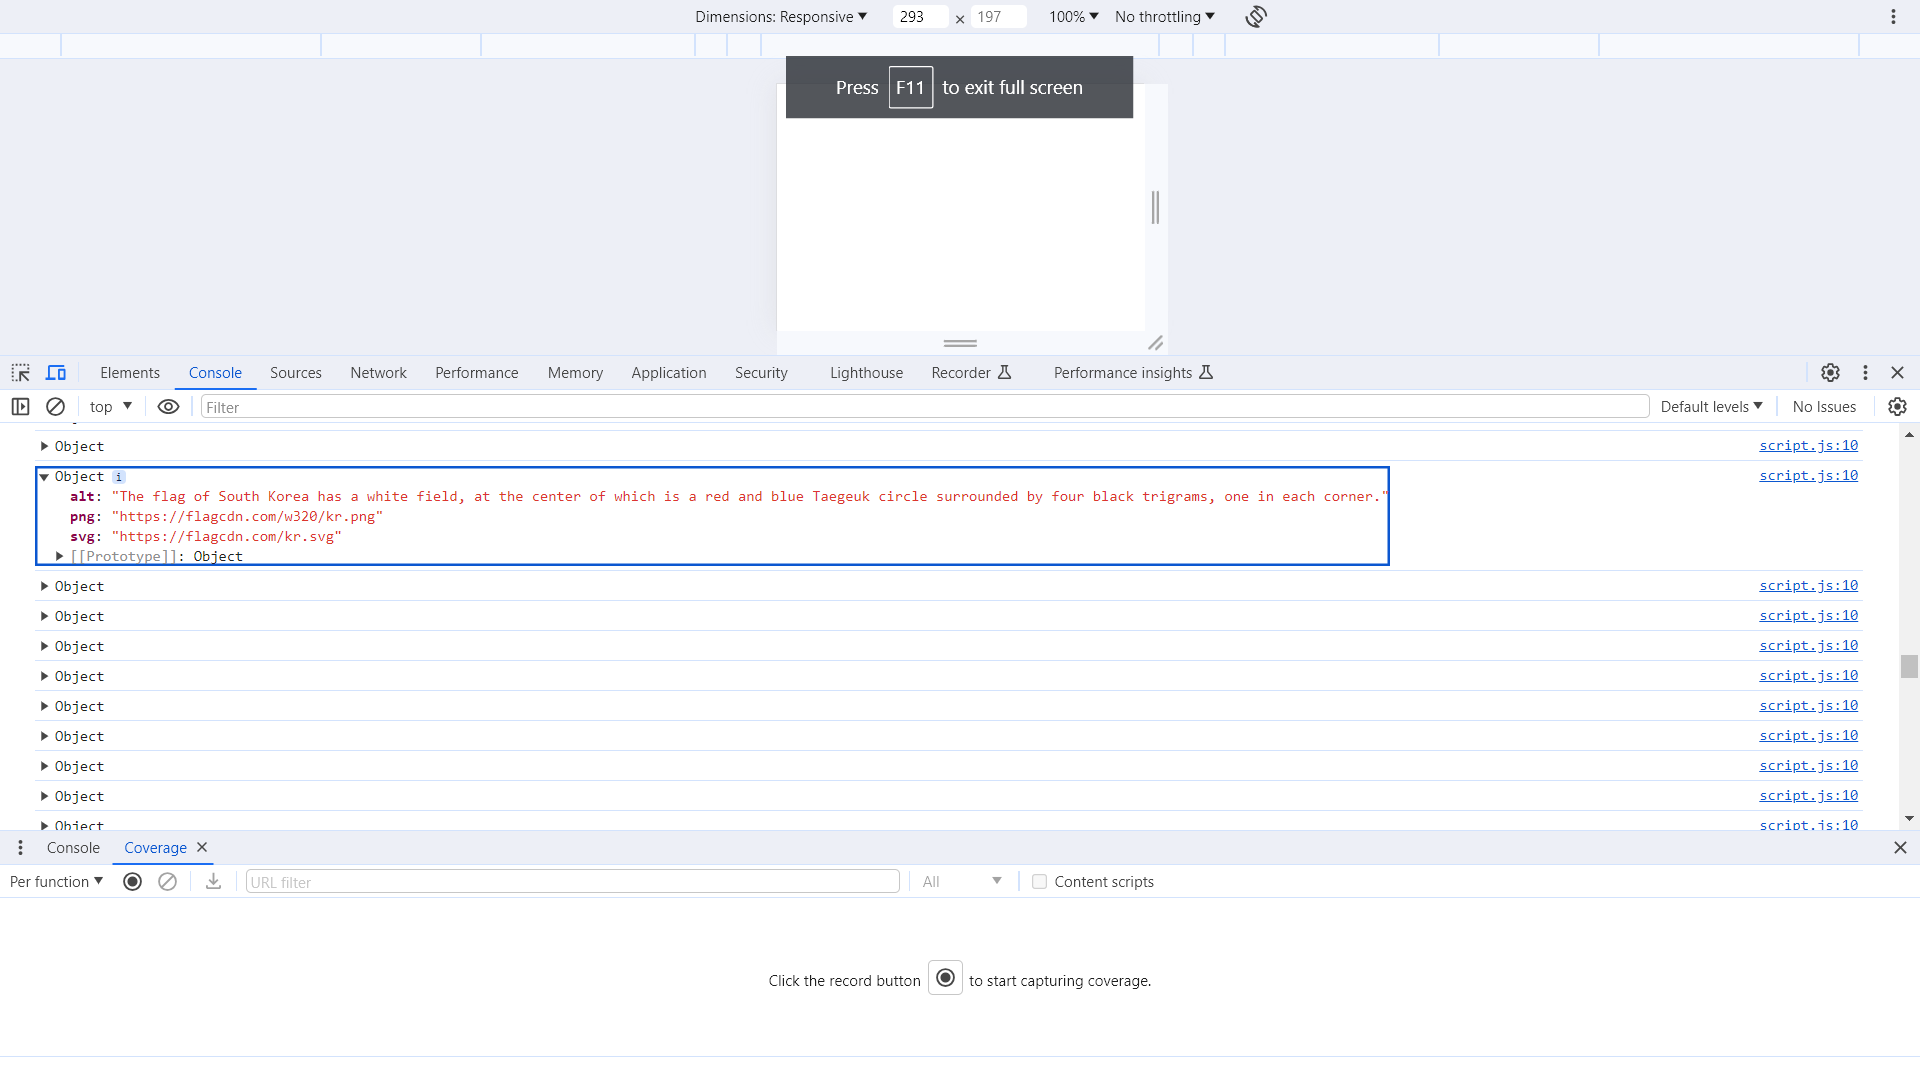 Dimensions: Responsive 293 × 197 100% No throttling
Press F11 to exit full screen
Elements Console Sources Network Performance Memory Application Security Lighthouse Recorder Performance insights
top Filter Default levels No Issues
Object script.js:10
Object i script.js:10
alt: "The flag of South Korea has a white field, at the center of which is a red and blue Taegeuk circle surrounded by four black trigrams, one in each corner."
png: "https://flagcdn.com/w320/kr.png"
svg: "https://flagcdn.com/kr.svg"
[[Prototype]]: Object
Object script.js:10
Object script.js:10
Object script.js:10
Object script.js:10
Object script.js:10
Object script.js:10
Object script.js:10
Object script.js:10
Object script.js:10
Console Coverage
Per function URL filter All Content scripts
Click the record button to start capturing coverage.